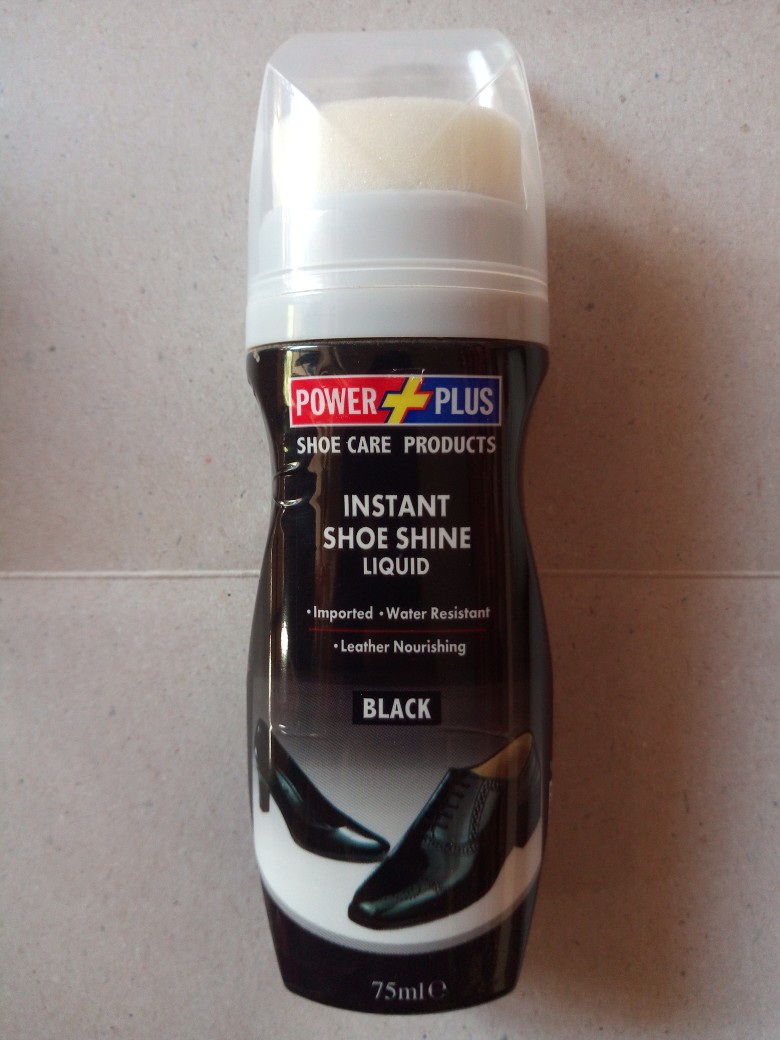 POWER PLUS
SHOE CARE PRODUCTS
INSTANT
SHOE SHINE
LIQUID
• Imported • Water Resistant
• Leather Nourishing
BLACK
75ml ℮